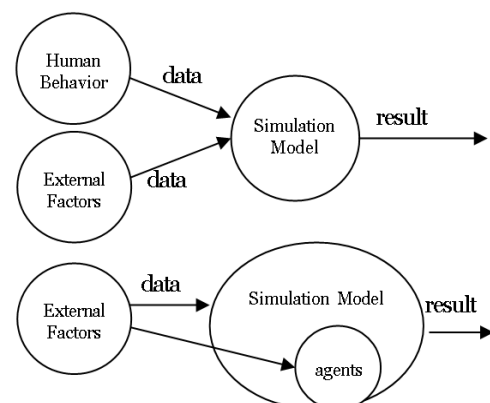 Human
Behavior
data
Simulation
Model
result
External
Factors
data
External
Factors
data
Simulation Model
result
agents